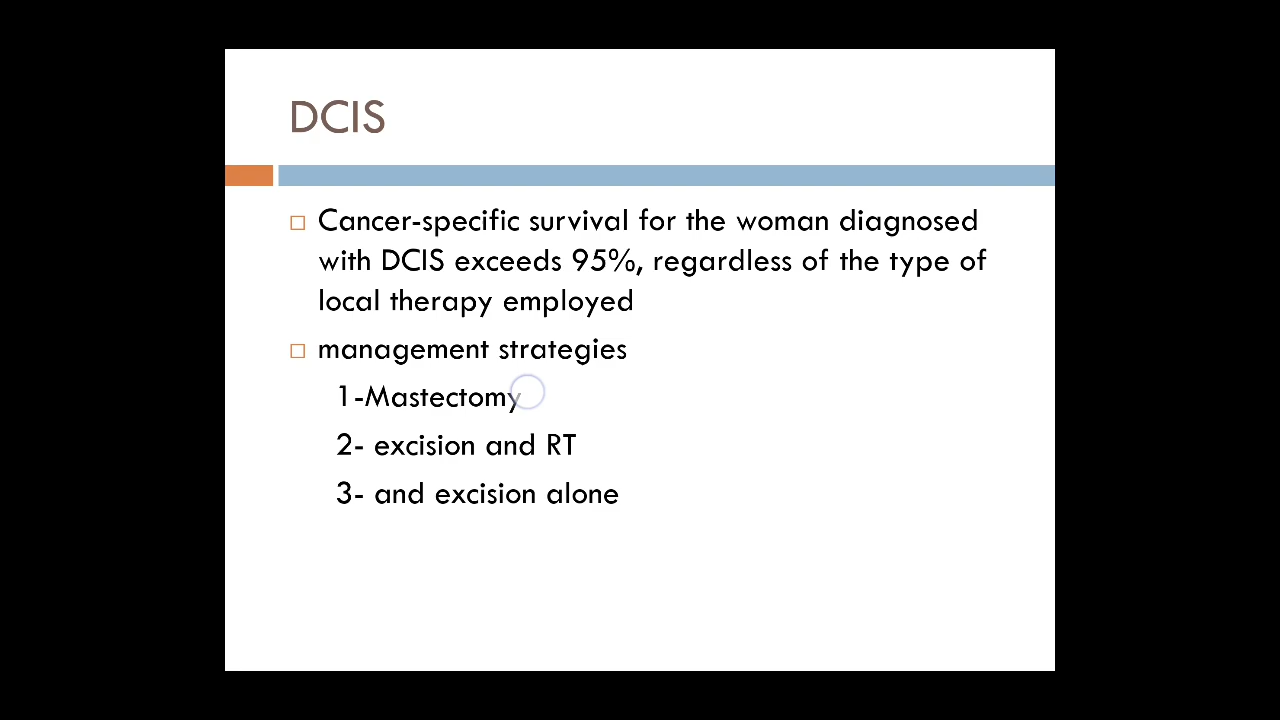 DCIS
Cancer-specific survival for the woman diagnosed
with DCIS exceeds 95%, regardless of the type of
local therapy employed
management strategies
1-Mastectomy
2- excision and RT
3- and excision alone